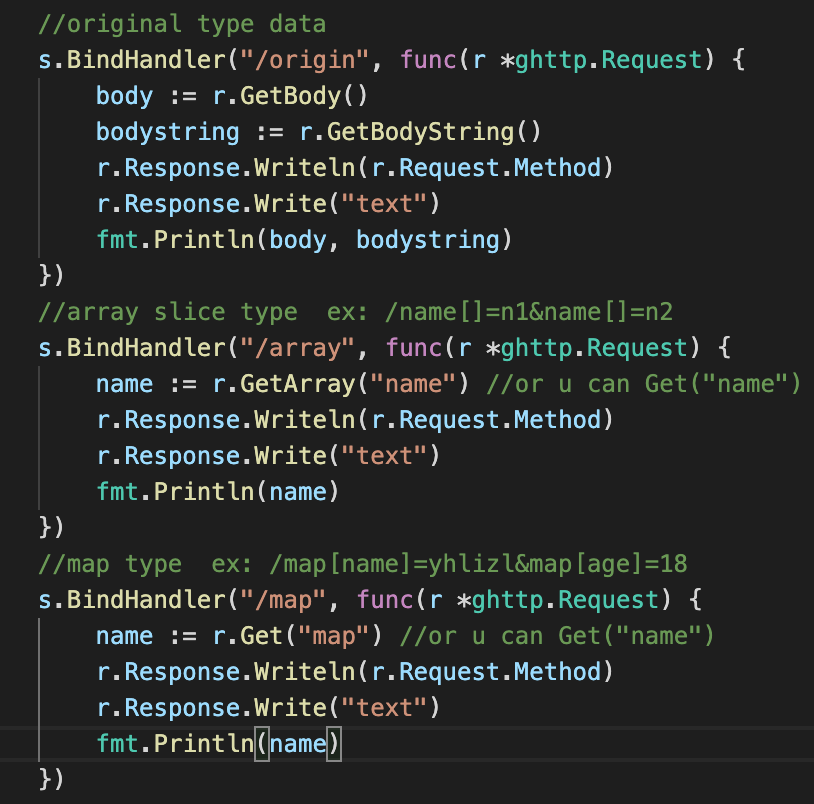 //original type data
s.BindHandler("/origin", func(r *ghttp.Request) {
    body := r.GetBody()
    bodystring := r.GetBodyString()
    r.Response.Writeln(r.Request.Method)
    r.Response.Write("text")
    fmt.Println(body, bodystring)
})
//array slice type  ex: /name[]=n1&name[]=n2
s.BindHandler("/array", func(r *ghttp.Request) {
    name := r.GetArray("name") //or u can Get("name")
    r.Response.Writeln(r.Request.Method)
    r.Response.Write("text")
    fmt.Println(name)
})
//map type  ex: /map[name]=yhlizl&map[age]=18
s.BindHandler("/map", func(r *ghttp.Request) {
    name := r.Get("map") //or u can Get("name")
    r.Response.Writeln(r.Request.Method)
    r.Response.Write("text")
    fmt.Println(name)
})